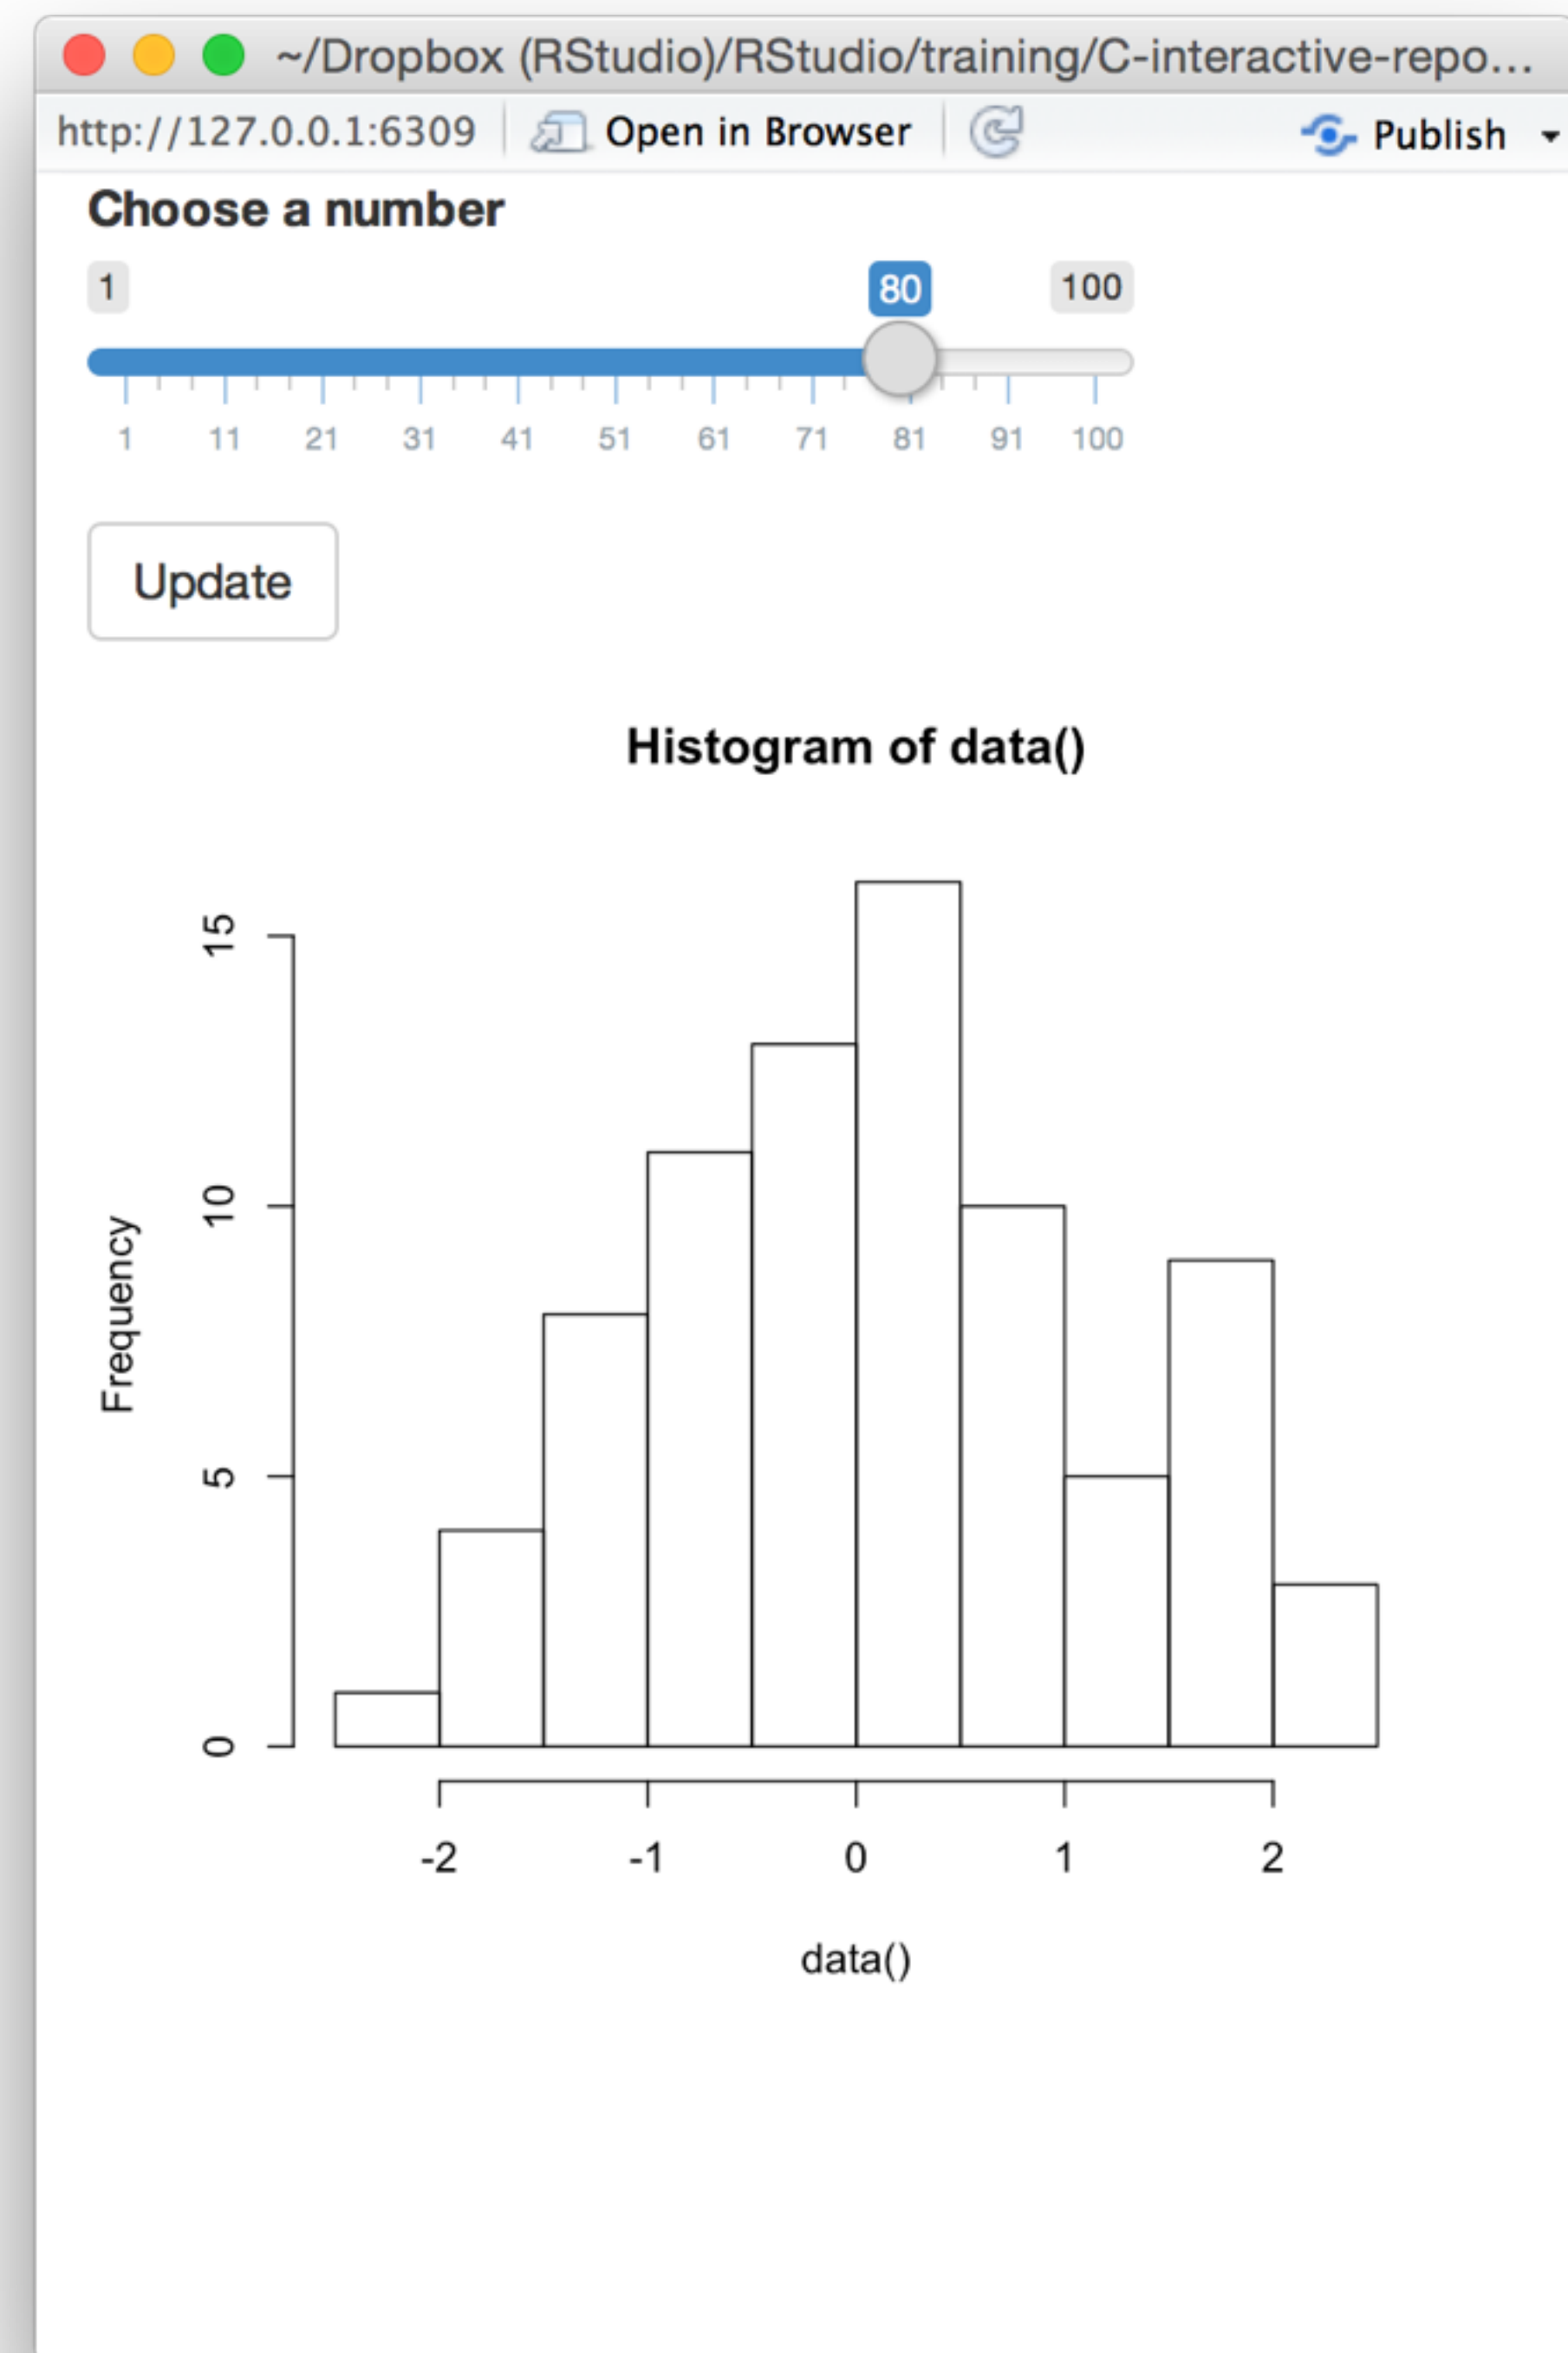 ~/Dropbox (RStudio)/RStudio/training/C-interactive-repo...
http://127.0.0.1:6309 Open in Browser Publish
Choose a number
1 80 100
1 11 21 31 41 51 61 71 81 91 100
Update
Histogram of data()
Frequency
15
10
5
0
-2 -1 0 1 2
data()